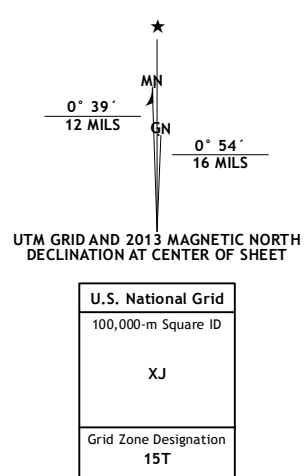 ★
MN
0° 39´
12 MILS
GN
0° 54´
16 MILS
UTM GRID AND 2013 MAGNETIC NORTH
DECLINATION AT CENTER OF SHEET
U.S. National Grid
100,000-m Square ID
XJ
Grid Zone Designation
15T